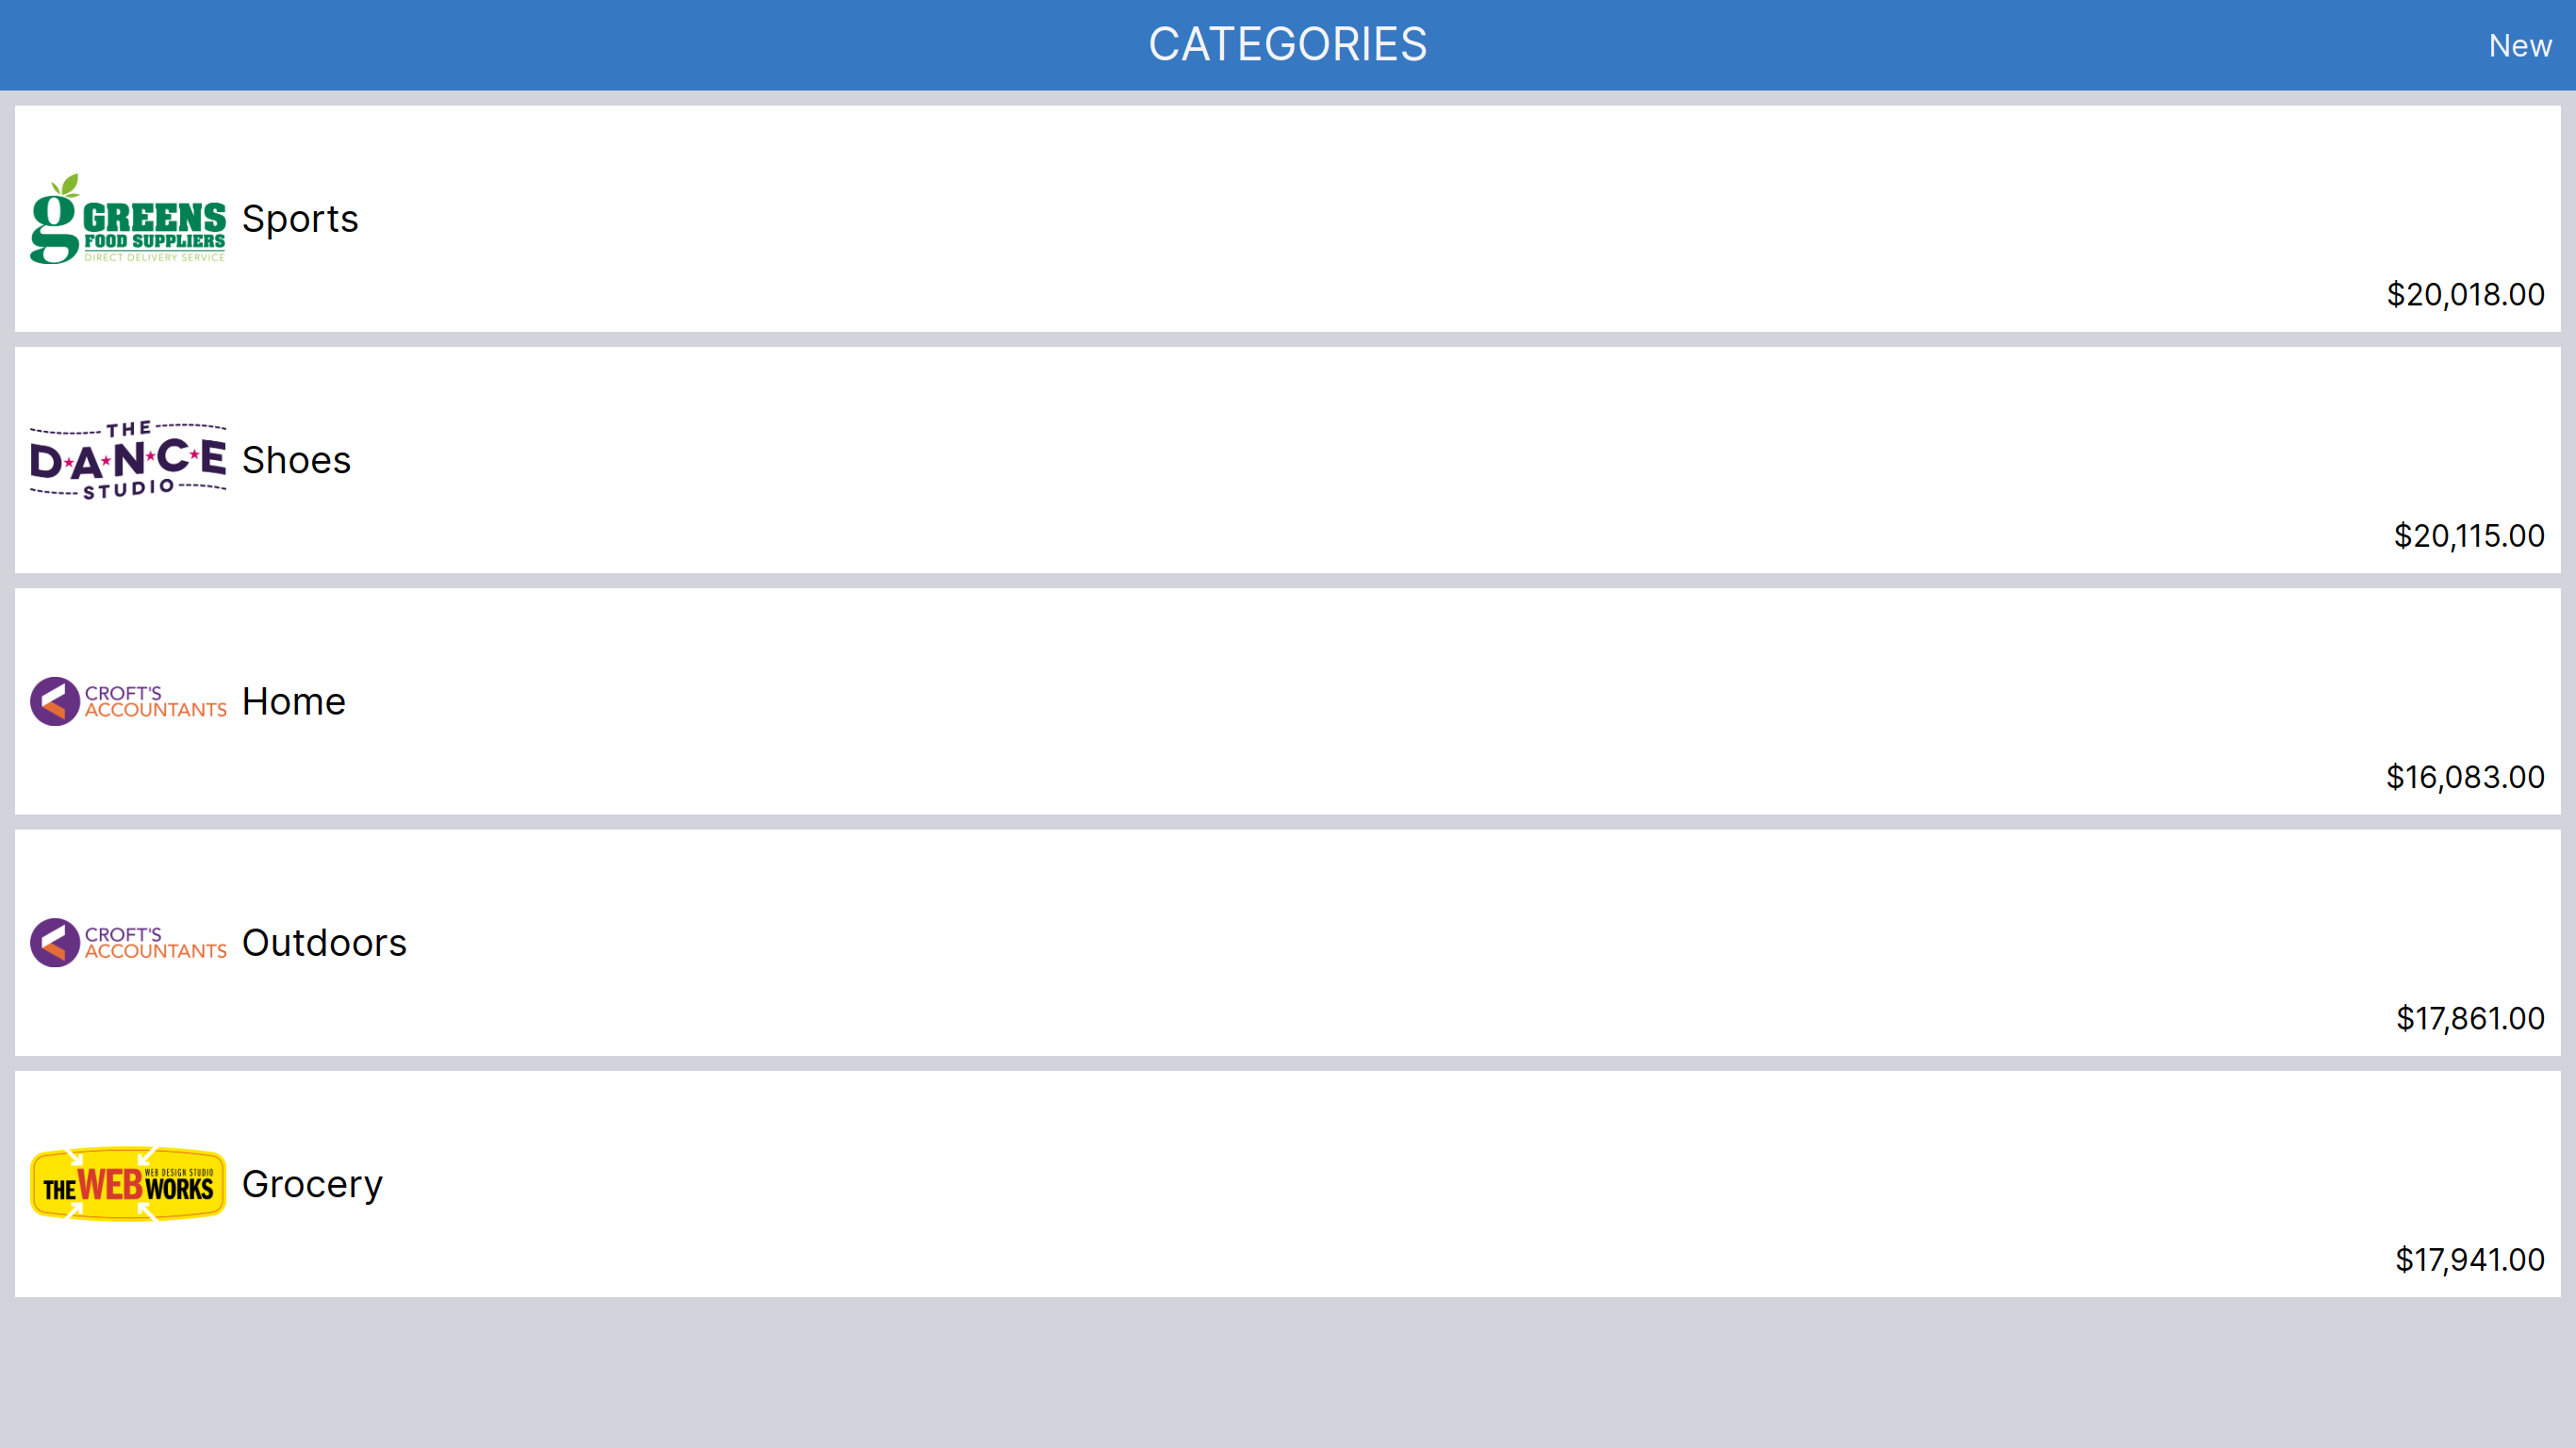 CATEGORIES
New
GREENS
FOOD SUPPLIERS
DIRECT DELIVERY SERVICE
Sports
$20,018.00
THE
DANCE
STUDIO
Shoes
$20,115.00
CROFT'S
ACCOUNTANTS
Home
$16,083.00
CROFT'S
ACCOUNTANTS
Outdoors
$17,861.00
WEB DESIGN STUDIO
THE WEB WORKS
Grocery
$17,941.00